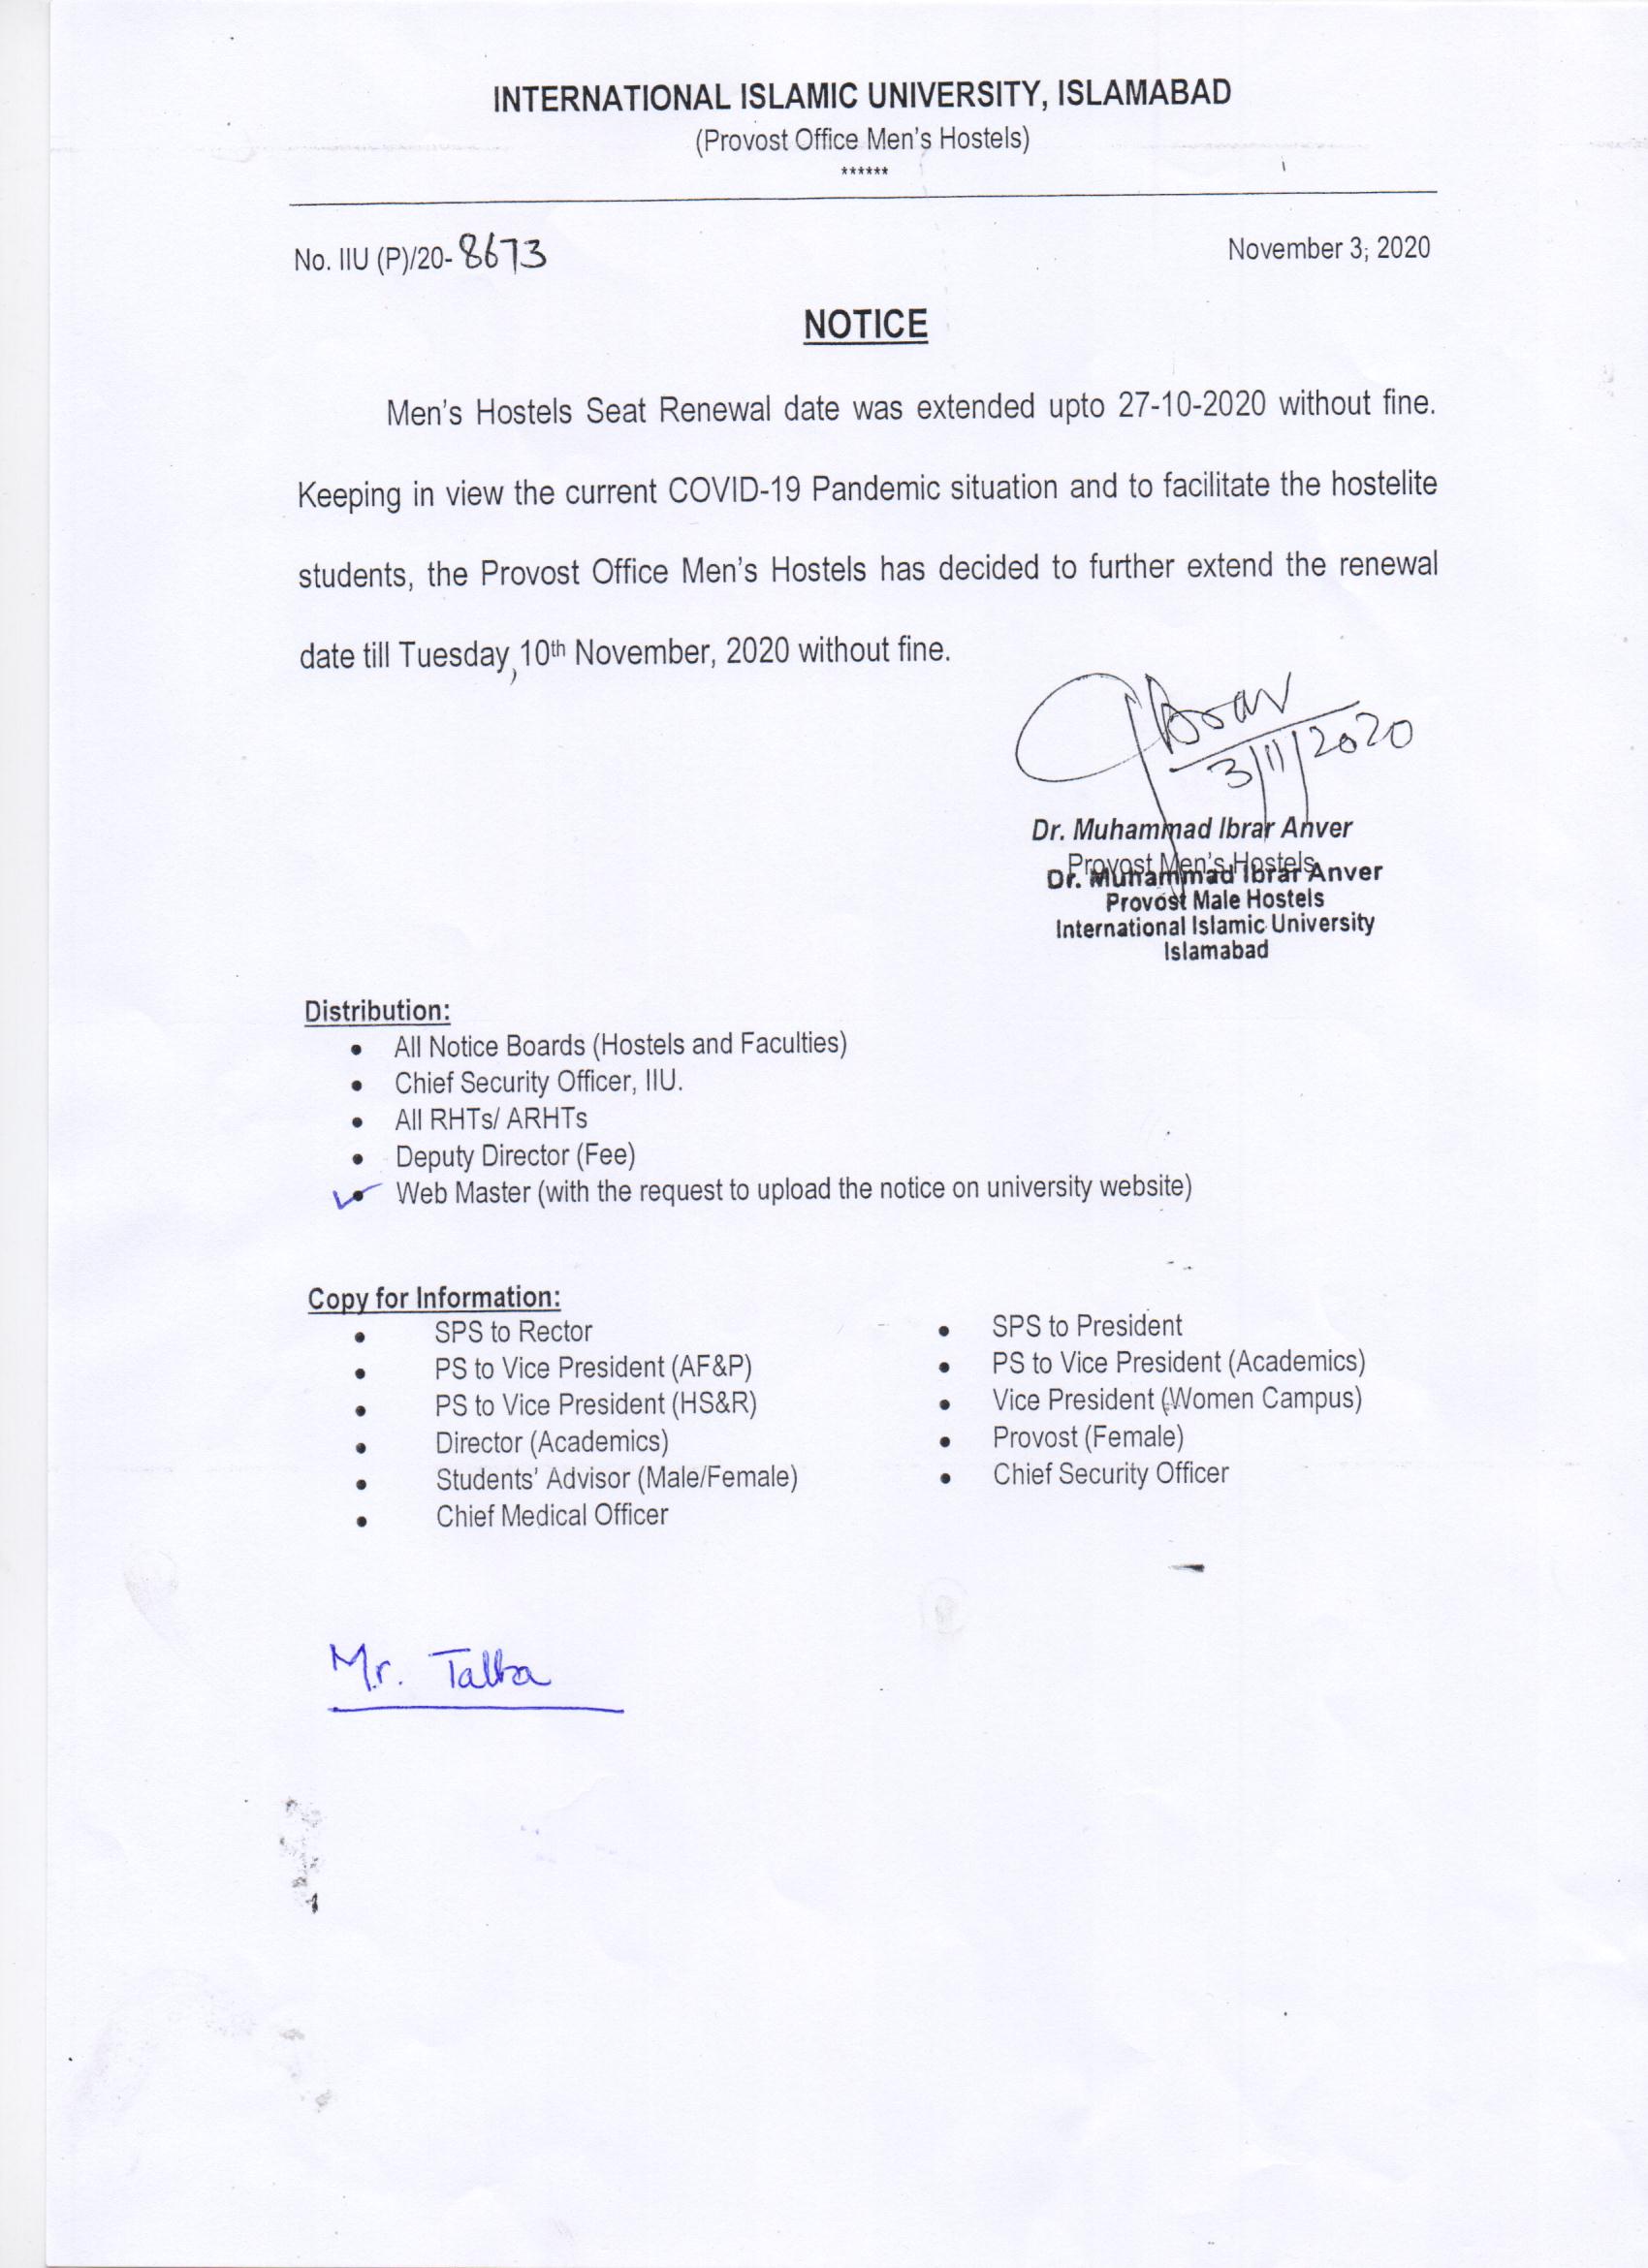 INTERNATIONAL ISLAMIC UNIVERSITY, ISLAMABAD
(Provost Office Men's Hostels)
******
No. IIU (P)/20-8673
November 3, 2020
NOTICE
Men's Hostels Seat Renewal date was extended upto 27-10-2020 without fine.
Keeping in view the current COVID-19 Pandemic situation and to facilitate the hostelite
students, the Provost Office Men's Hostels has decided to further extend the renewal
date till Tuesday, 10th November, 2020 without fine.
Ibrar
3/11/2020
Dr. Muhammad Ibrar Anver
Provost Men's Hostels
Dr. Muhammad Ibrar Anver
Provost Male Hostels
International Islamic University
Islamabad
Distribution:
• All Notice Boards (Hostels and Faculties)
• Chief Security Officer, IIU.
• All RHTs/ ARHTs
• Deputy Director (Fee)
• Web Master (with the request to upload the notice on university website)
Copy for Information:
• SPS to Rector
• PS to Vice President (AF&P)
• PS to Vice President (HS&R)
• Director (Academics)
• Students' Advisor (Male/Female)
• Chief Medical Officer
• SPS to President
• PS to Vice President (Academics)
• Vice President (Women Campus)
• Provost (Female)
• Chief Security Officer
Mr. Talha